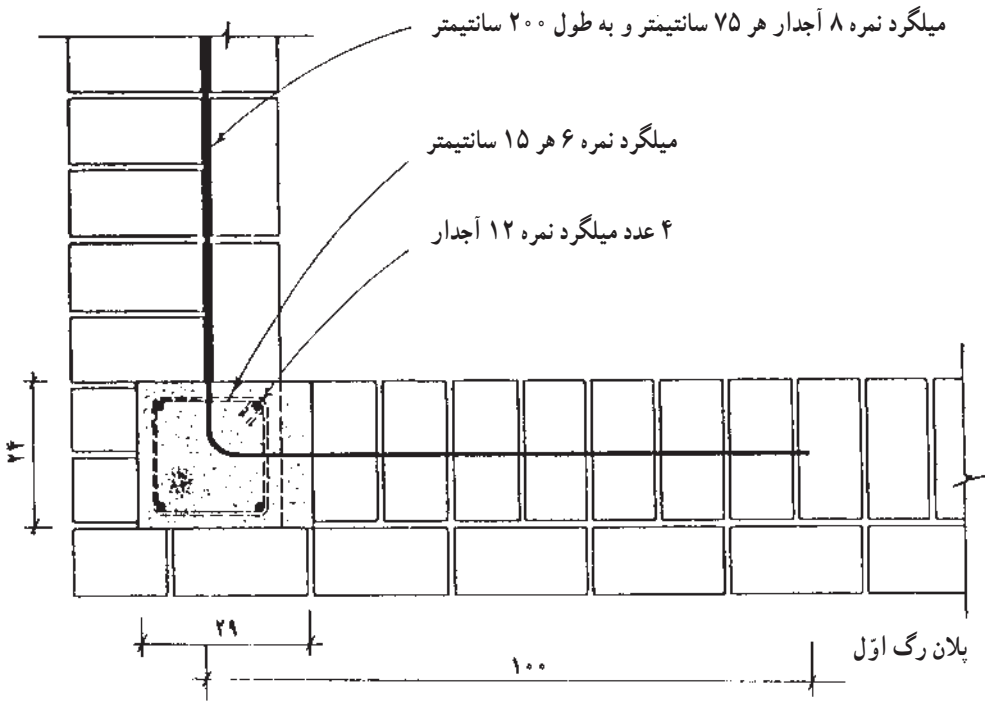 میلگرد نمره ۸ آجدار هر ۷۵ سانتیمتر و به طول ۲۰۰ سانتیمتر
میلگرد نمره ۶ هر ۱۵ سانتیمتر
۴ عدد میلگرد نمره ۱۲ آجدار
۲۴
۲۹
۱۰۰
پلان رگ اوّل